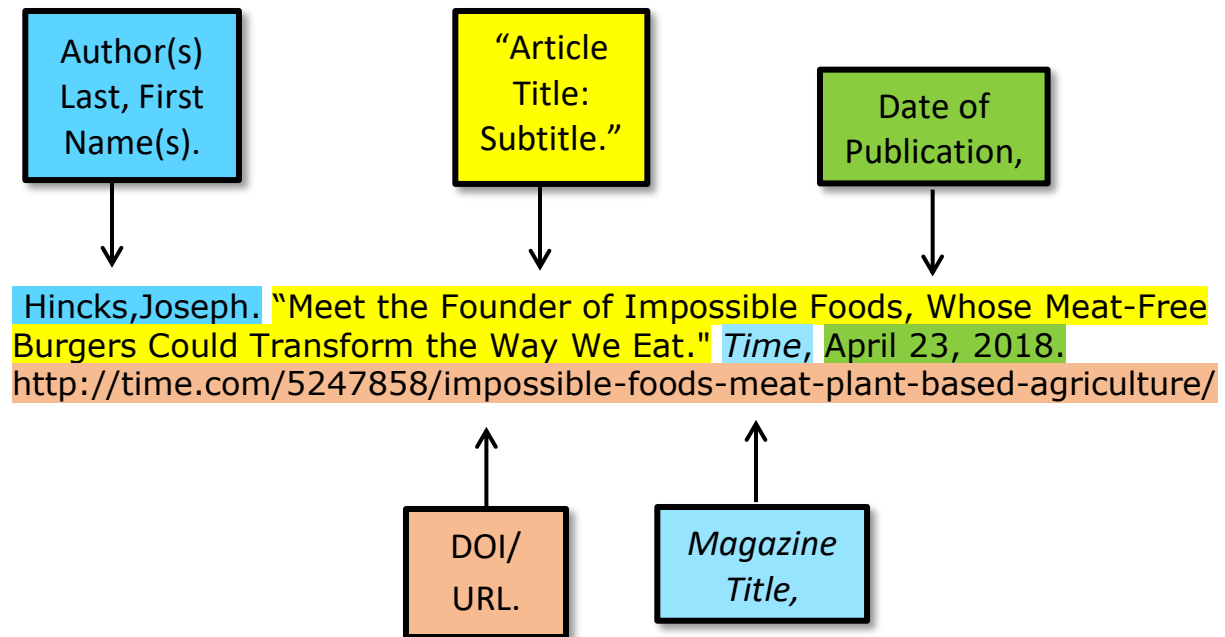 Author(s)
Last, First
Name(s).
“Article
Title:
Subtitle.”
Date of
Publication,
Hincks,Joseph. “Meet the Founder of Impossible Foods, Whose Meat-Free
Burgers Could Transform the Way We Eat." Time, April 23, 2018.
http://time.com/5247858/impossible-foods-meat-plant-based-agriculture/
DOI/
URL.
Magazine
Title,